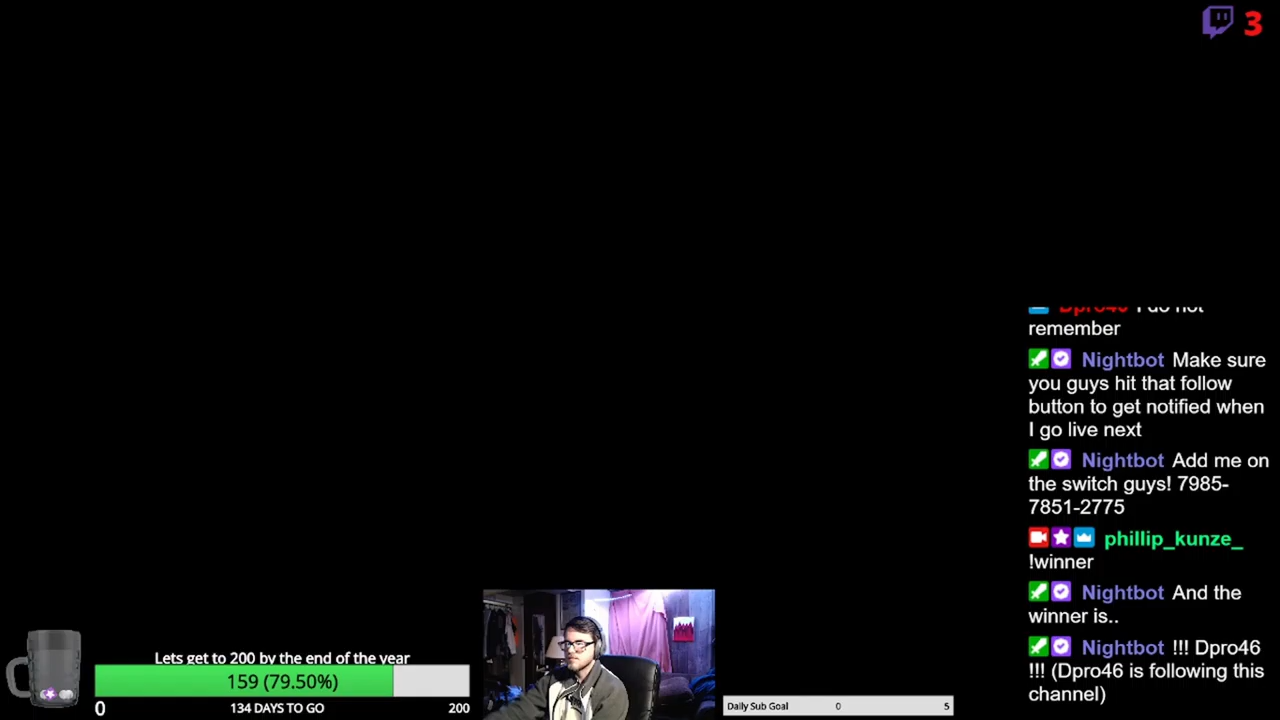 3
Dpro46 I do not
remember
Nightbot Make sure
you guys hit that follow
button to get notified when
I go live next
Nightbot Add me on
the switch guys! 7985-
7851-2775
phillip_kunze_
!winner
Nightbot And the
winner is..
Nightbot !!! Dpro46
!!! (Dpro46 is following this
channel)
Lets get to 200 by the end of the year
159 (79.50%)
0 134 DAYS TO GO 200
Daily Sub Goal 0 5